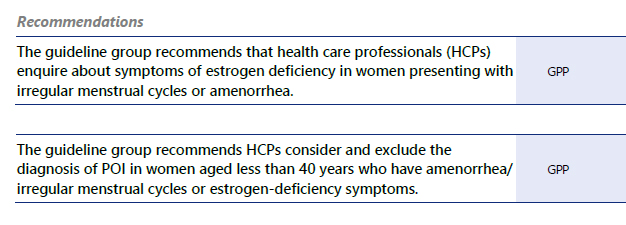 Recommendations
The guideline group recommends that health care professionals (HCPs)
enquire about symptoms of estrogen deficiency in women presenting with
irregular menstrual cycles or amenorrhea.
GPP
The guideline group recommends HCPs consider and exclude the
diagnosis of POI in women aged less than 40 years who have amenorrhea/
irregular menstrual cycles or estrogen-deficiency symptoms.
GPP